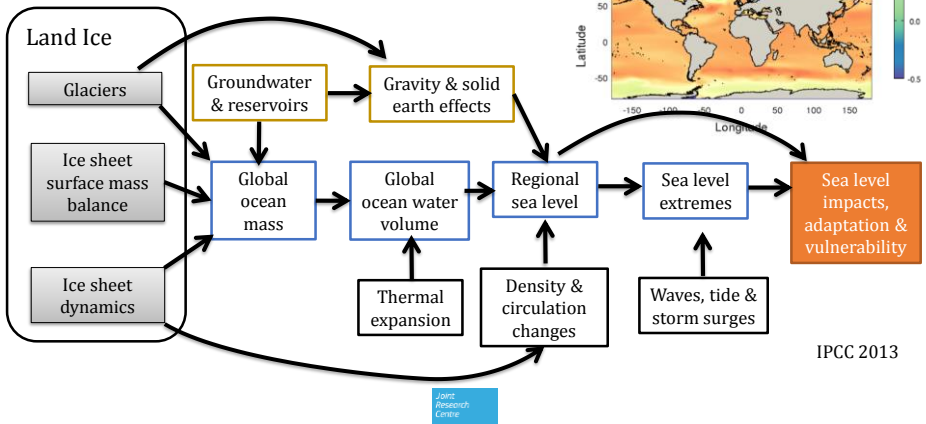 Land Ice
Glaciers
Ice sheet
surface mass
balance
Ice sheet
dynamics
Groundwater
& reservoirs
Gravity & solid
earth effects
Global
ocean
mass
Global
ocean water
volume
Regional
sea level
Sea level
extremes
Sea level
impacts,
adaptation &
vulnerability
Thermal
expansion
Density &
circulation
changes
Waves, tide &
storm surges
IPCC 2013
Latitude
50
0
-50
-150
-100
-50
0
50
100
150
Longitude
0.0
-0.5
Joint
Research
Centre